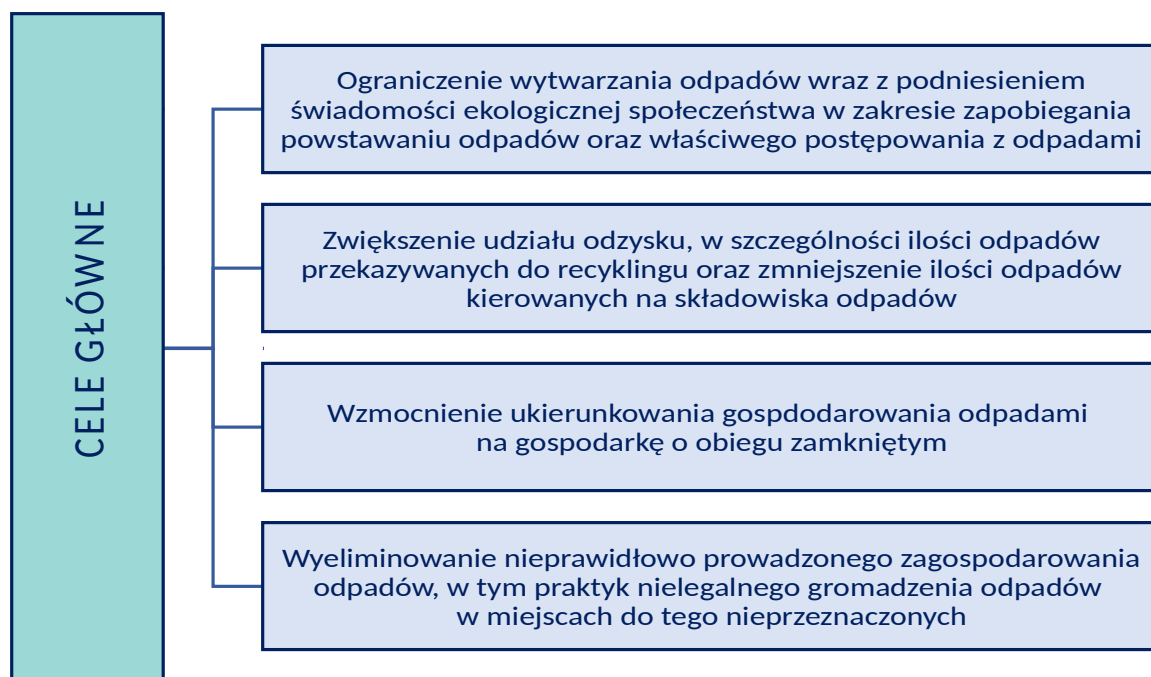 CELE GŁÓWNE
Ograniczenie wytwarzania odpadów wraz z podniesieniem
świadomości ekologicznej społeczeństwa w zakresie zapobiegania
powstawaniu odpadów oraz właściwego postępowania z odpadami
Zwiększenie udziału odzysku, w szczególności ilości odpadów
przekazywanych do recyklingu oraz zmniejszenie ilości odpadów
kierowanych na składowiska odpadów
Wzmocnienie ukierunkowania gospdodarowania odpadami
na gospodarkę o obiegu zamkniętym
Wyeliminowanie nieprawidłowo prowadzonego zagospodarowania
odpadów, w tym praktyk nielegalnego gromadzenia odpadów
w miejscach do tego nieprzeznaczonych